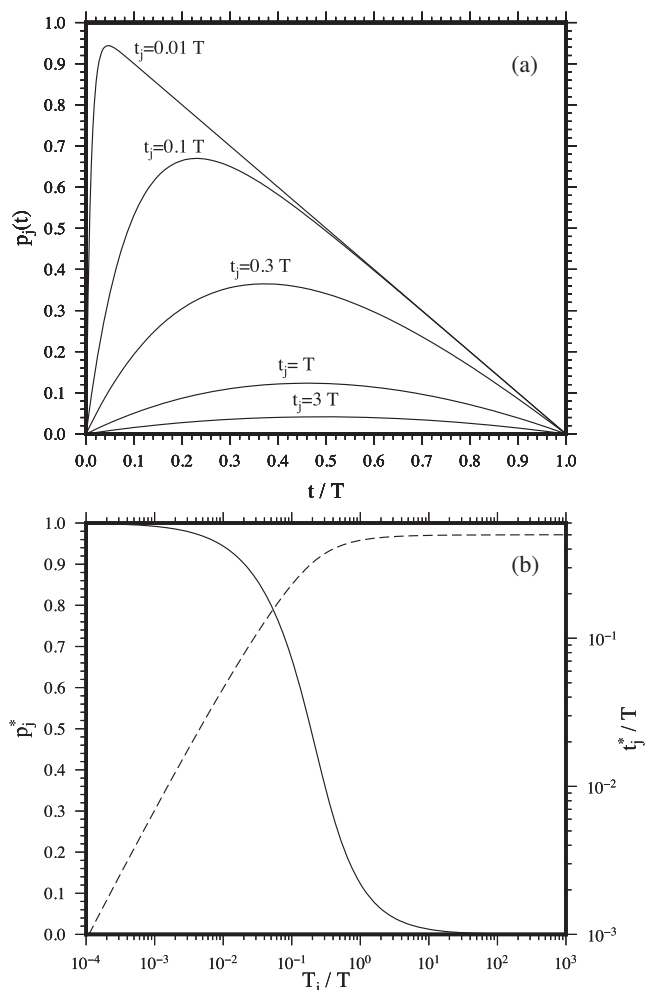 1.0
t_j=0.01 T
(a)
0.9
0.8
0.7
t_j=0.1 T
0.6
p_j(t)
0.5
0.4
t_j=0.3 T
0.3
0.2
t_j= T
0.1
t_j=3 T
0.0
0.0 0.1 0.2 0.3 0.4 0.5 0.6 0.7 0.8 0.9 1.0
t / T
1.0
(b)
0.9
0.8
10^-1
0.7
0.6
p_j^*
0.5
t_j^* / T
0.4
10^-2
0.3
0.2
0.1
0.0
10^-3
10^-4 10^-3 10^-2 10^-1 10^0 10^1 10^2 10^3
T_j / T